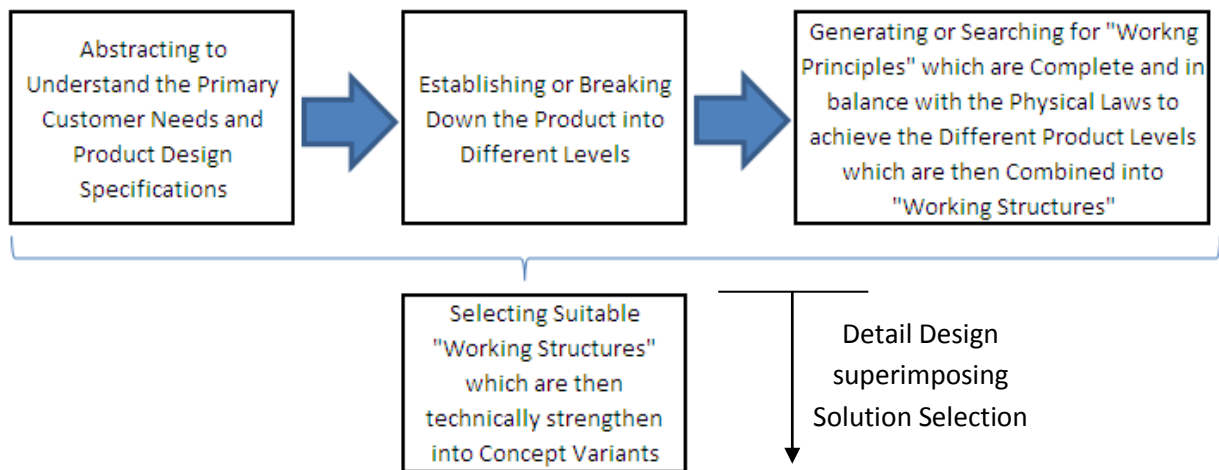 Abstracting to
Understand the Primary
Customer Needs and
Product Design
Specifications
Establishing or Breaking
Down the Product into
Different Levels
Generating or Searching for "Workng
Principles" which are Complete and in
balance with the Physical Laws to
achieve the Different Product Levels
which are then Combined into
"Working Structures"
Selecting Suitable
"Working Structures"
which are then
technically strengthen
into Concept Variants
Detail Design
superimposing
Solution Selection